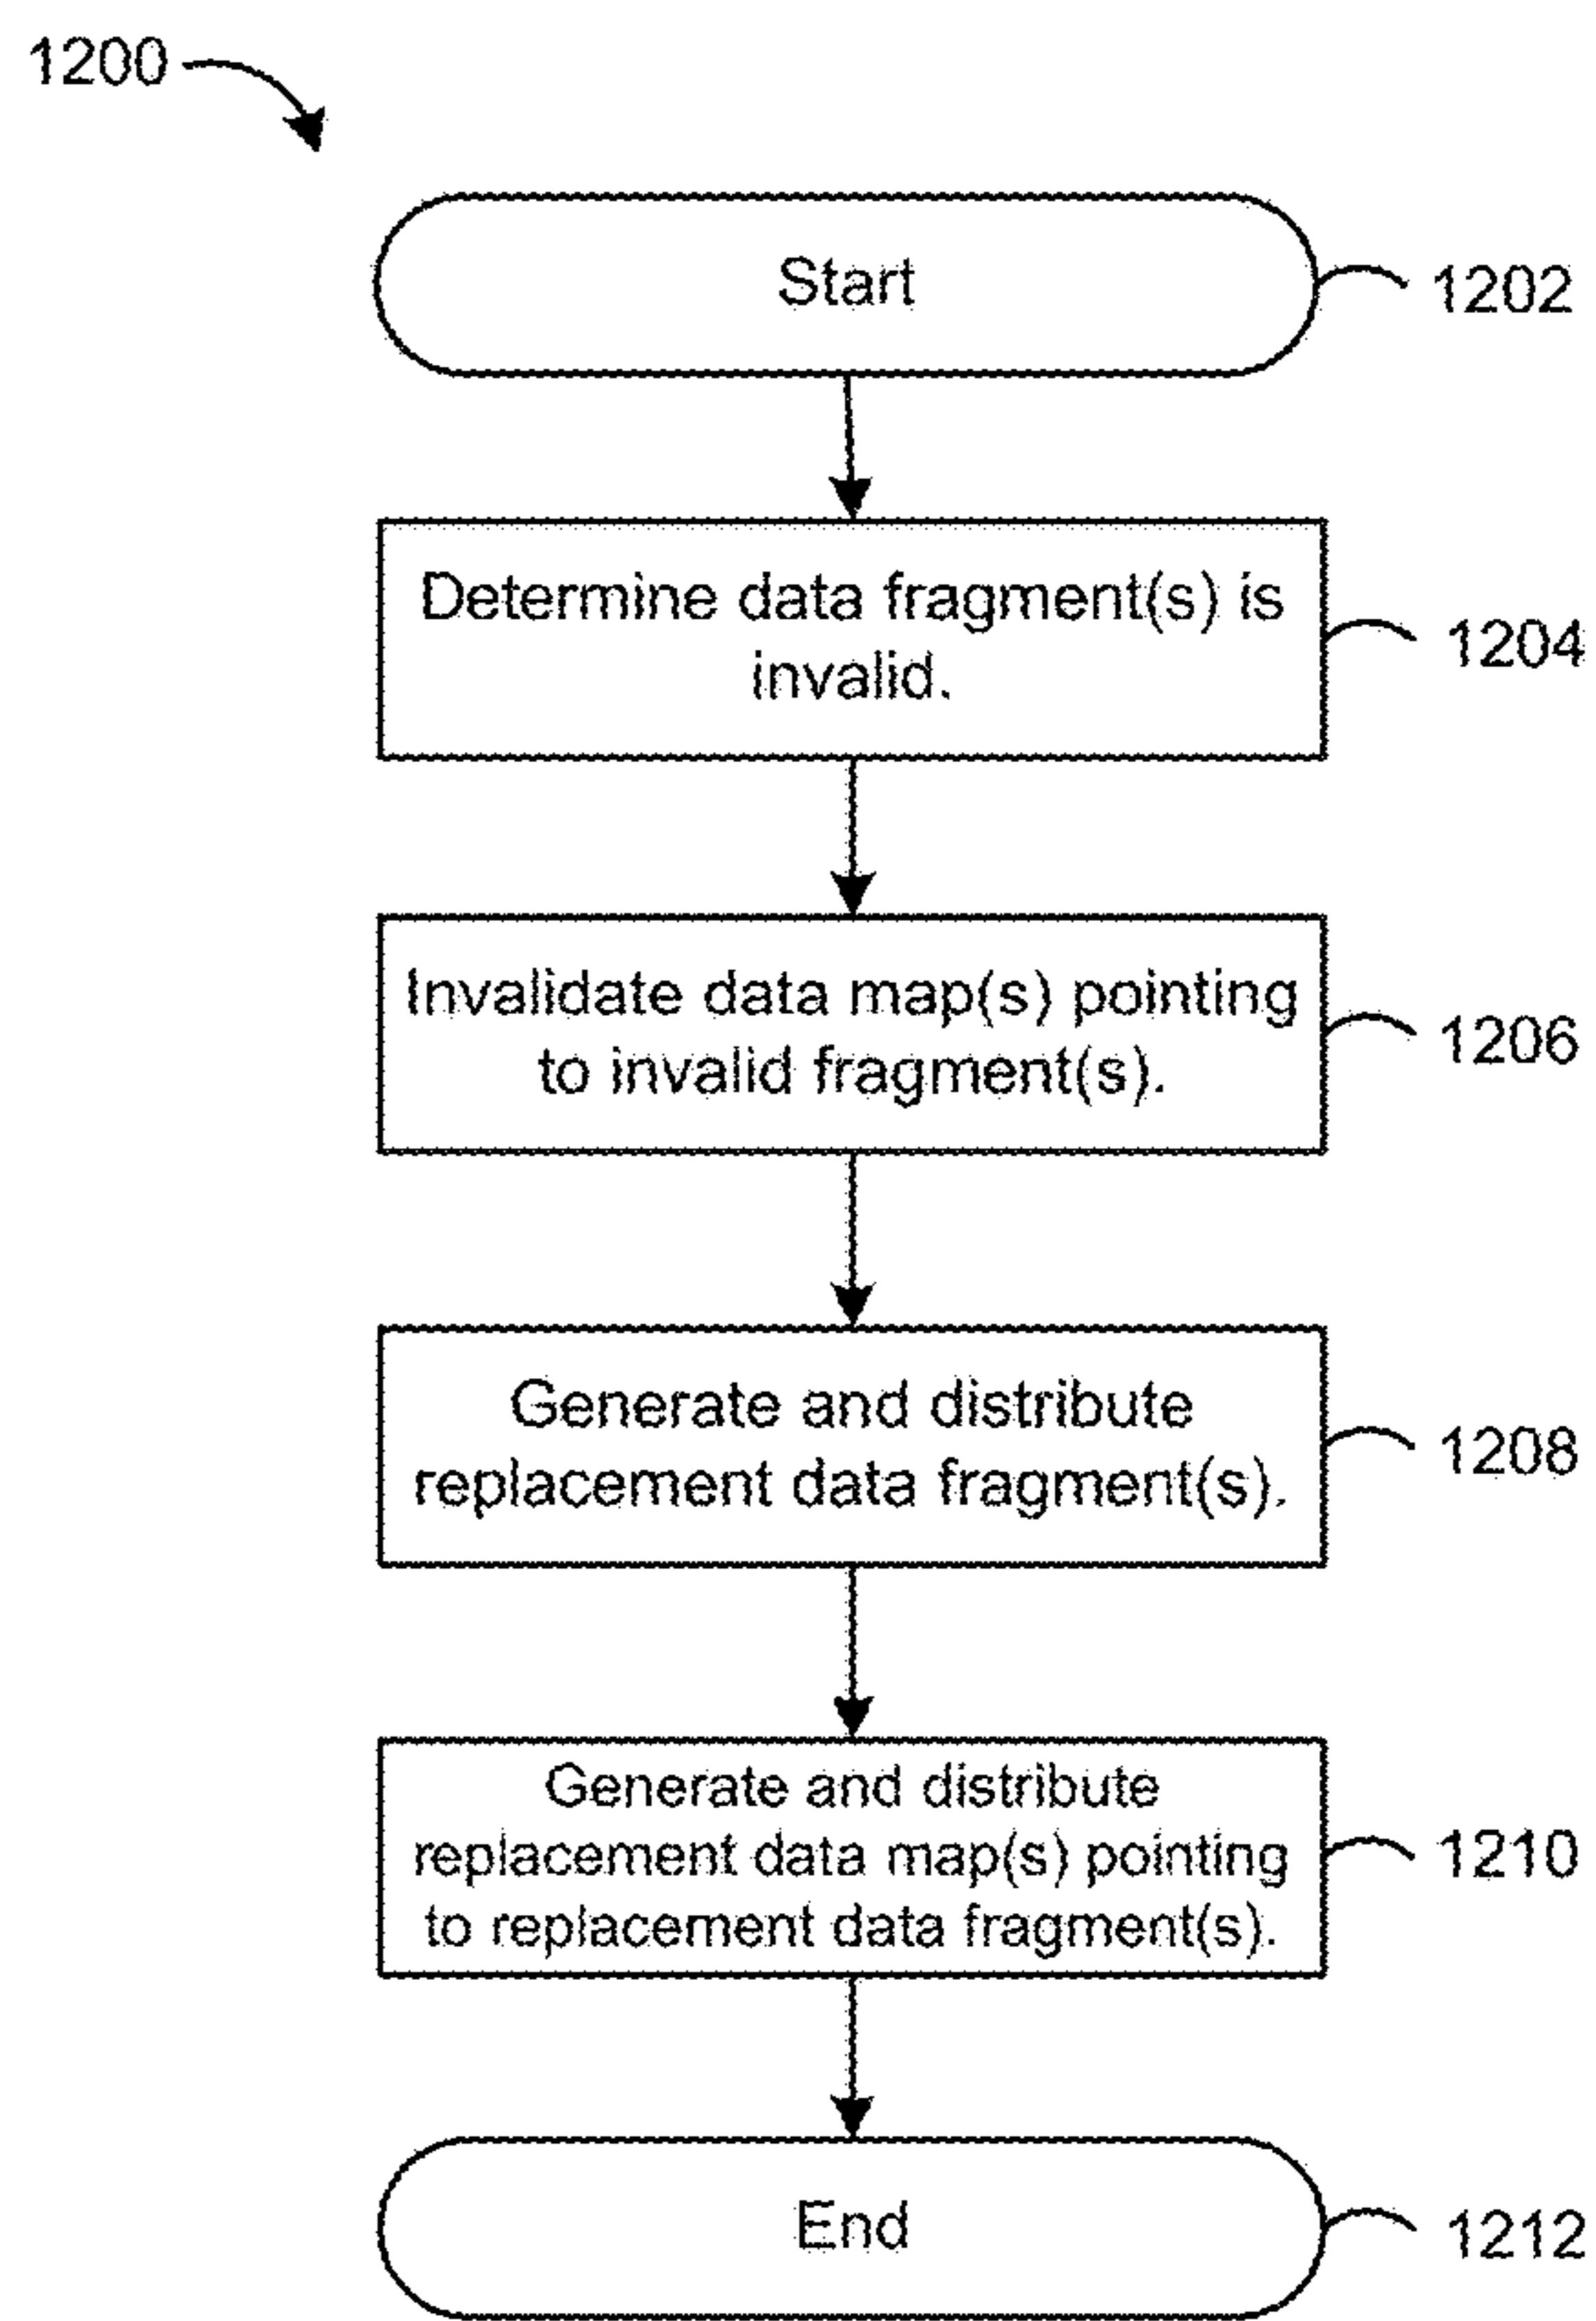 1200
Start
1202
Determine data fragment(s) is
invalid.
1204
Invalidate data map(s) pointing
to invalid fragment(s).
1206
Generate and distribute
replacement data fragment(s).
1208
Generate and distribute
replacement data map(s) pointing
to replacement data fragment(s).
1210
End
1212